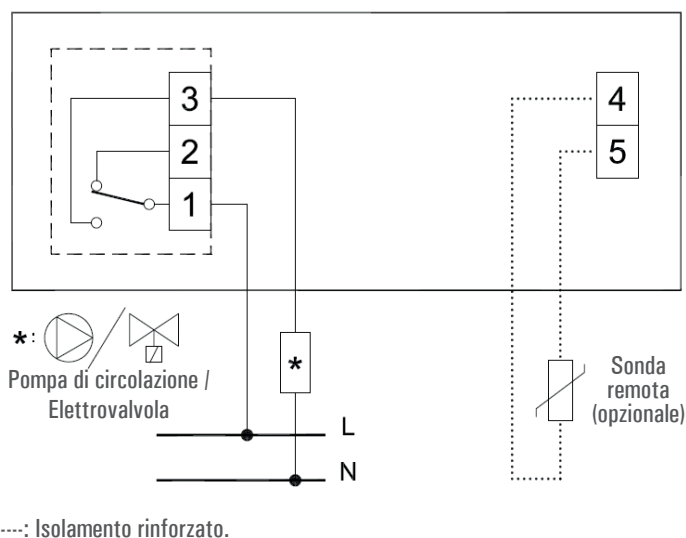 3
2
1
4
5
*:
Pompa di circolazione /
Elettrovalvola
*
Sonda
remota
(opzionale)
L
N
----: Isolamento rinforzato.